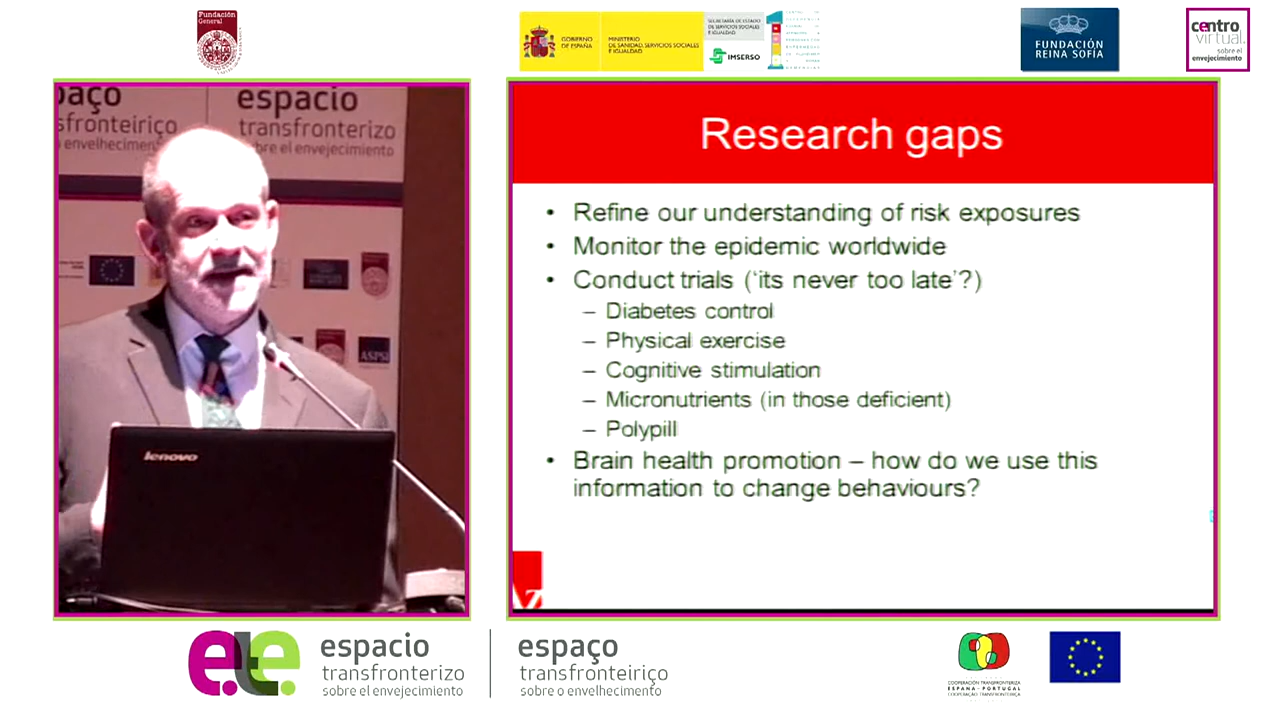 Fundación
General
GOBIERNO
DE ESPAÑA
MINISTERIO
DE SANIDAD, SERVICIOS SOCIALES
E IGUALDAD
SECRETARÍA DE ESTADO
DE SERVICIOS SOCIALES
E IGUALDAD
IMSERSO
FUNDACIÓN
REINA SOFÍA
centro
virtual.
sobre el
envejecimiento
espacio
transfronterizo
sobre el envejecimiento
ASPSI
lenovo
Research gaps
• Refine our understanding of risk exposures
• Monitor the epidemic worldwide
• Conduct trials (‘its never too late’?)
– Diabetes control
– Physical exercise
– Cognitive stimulation
– Micronutrients (in those deficient)
– Polypill
• Brain health promotion – how do we use this
information to change behaviours?
ete
espacio
transfronterizo
sobre el envejecimiento
espaço
transfronteiriço
sobre o envelhecimento
COOPERACIÓN TRANSFRONTERIZA
ESPAÑA - PORTUGAL
COOPERAÇÃO TRANSFRONTEIRIÇA